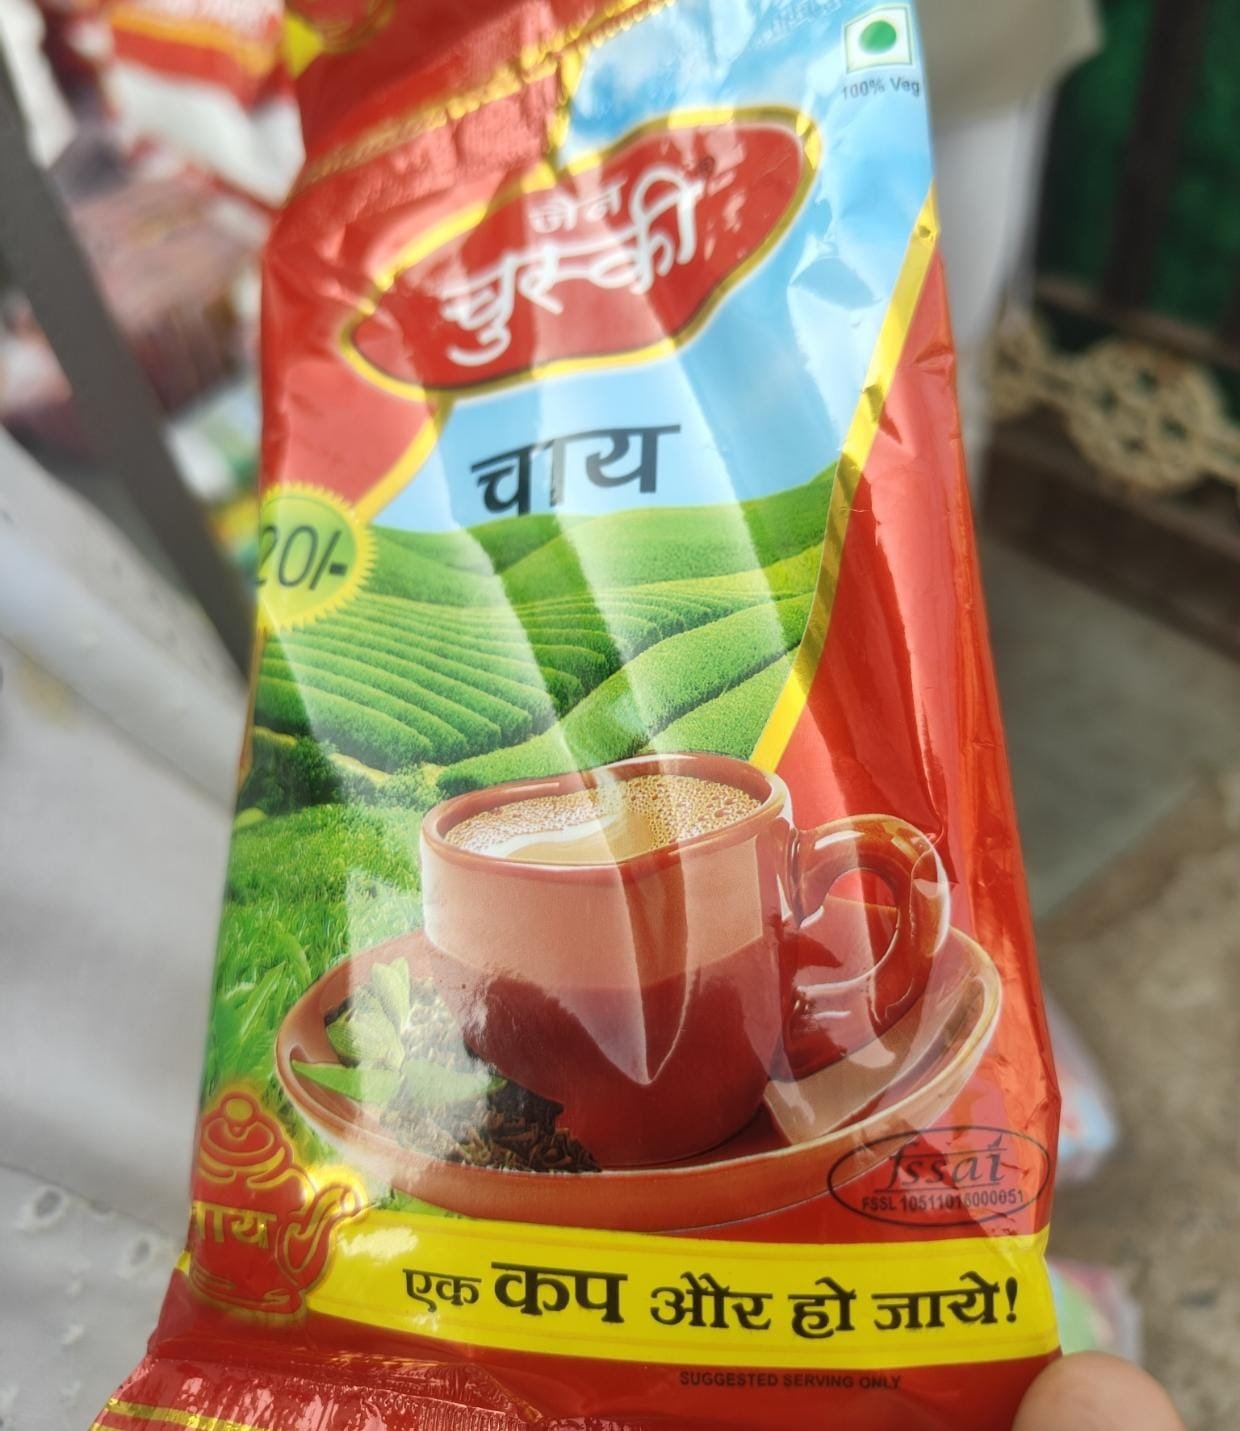 100% Veg
जैन
चुस्की®
चाय
20/-
fssai
FSSL 10511016000051
चाय
एक कप और हो जाये!
SUGGESTED SERVING ONLY